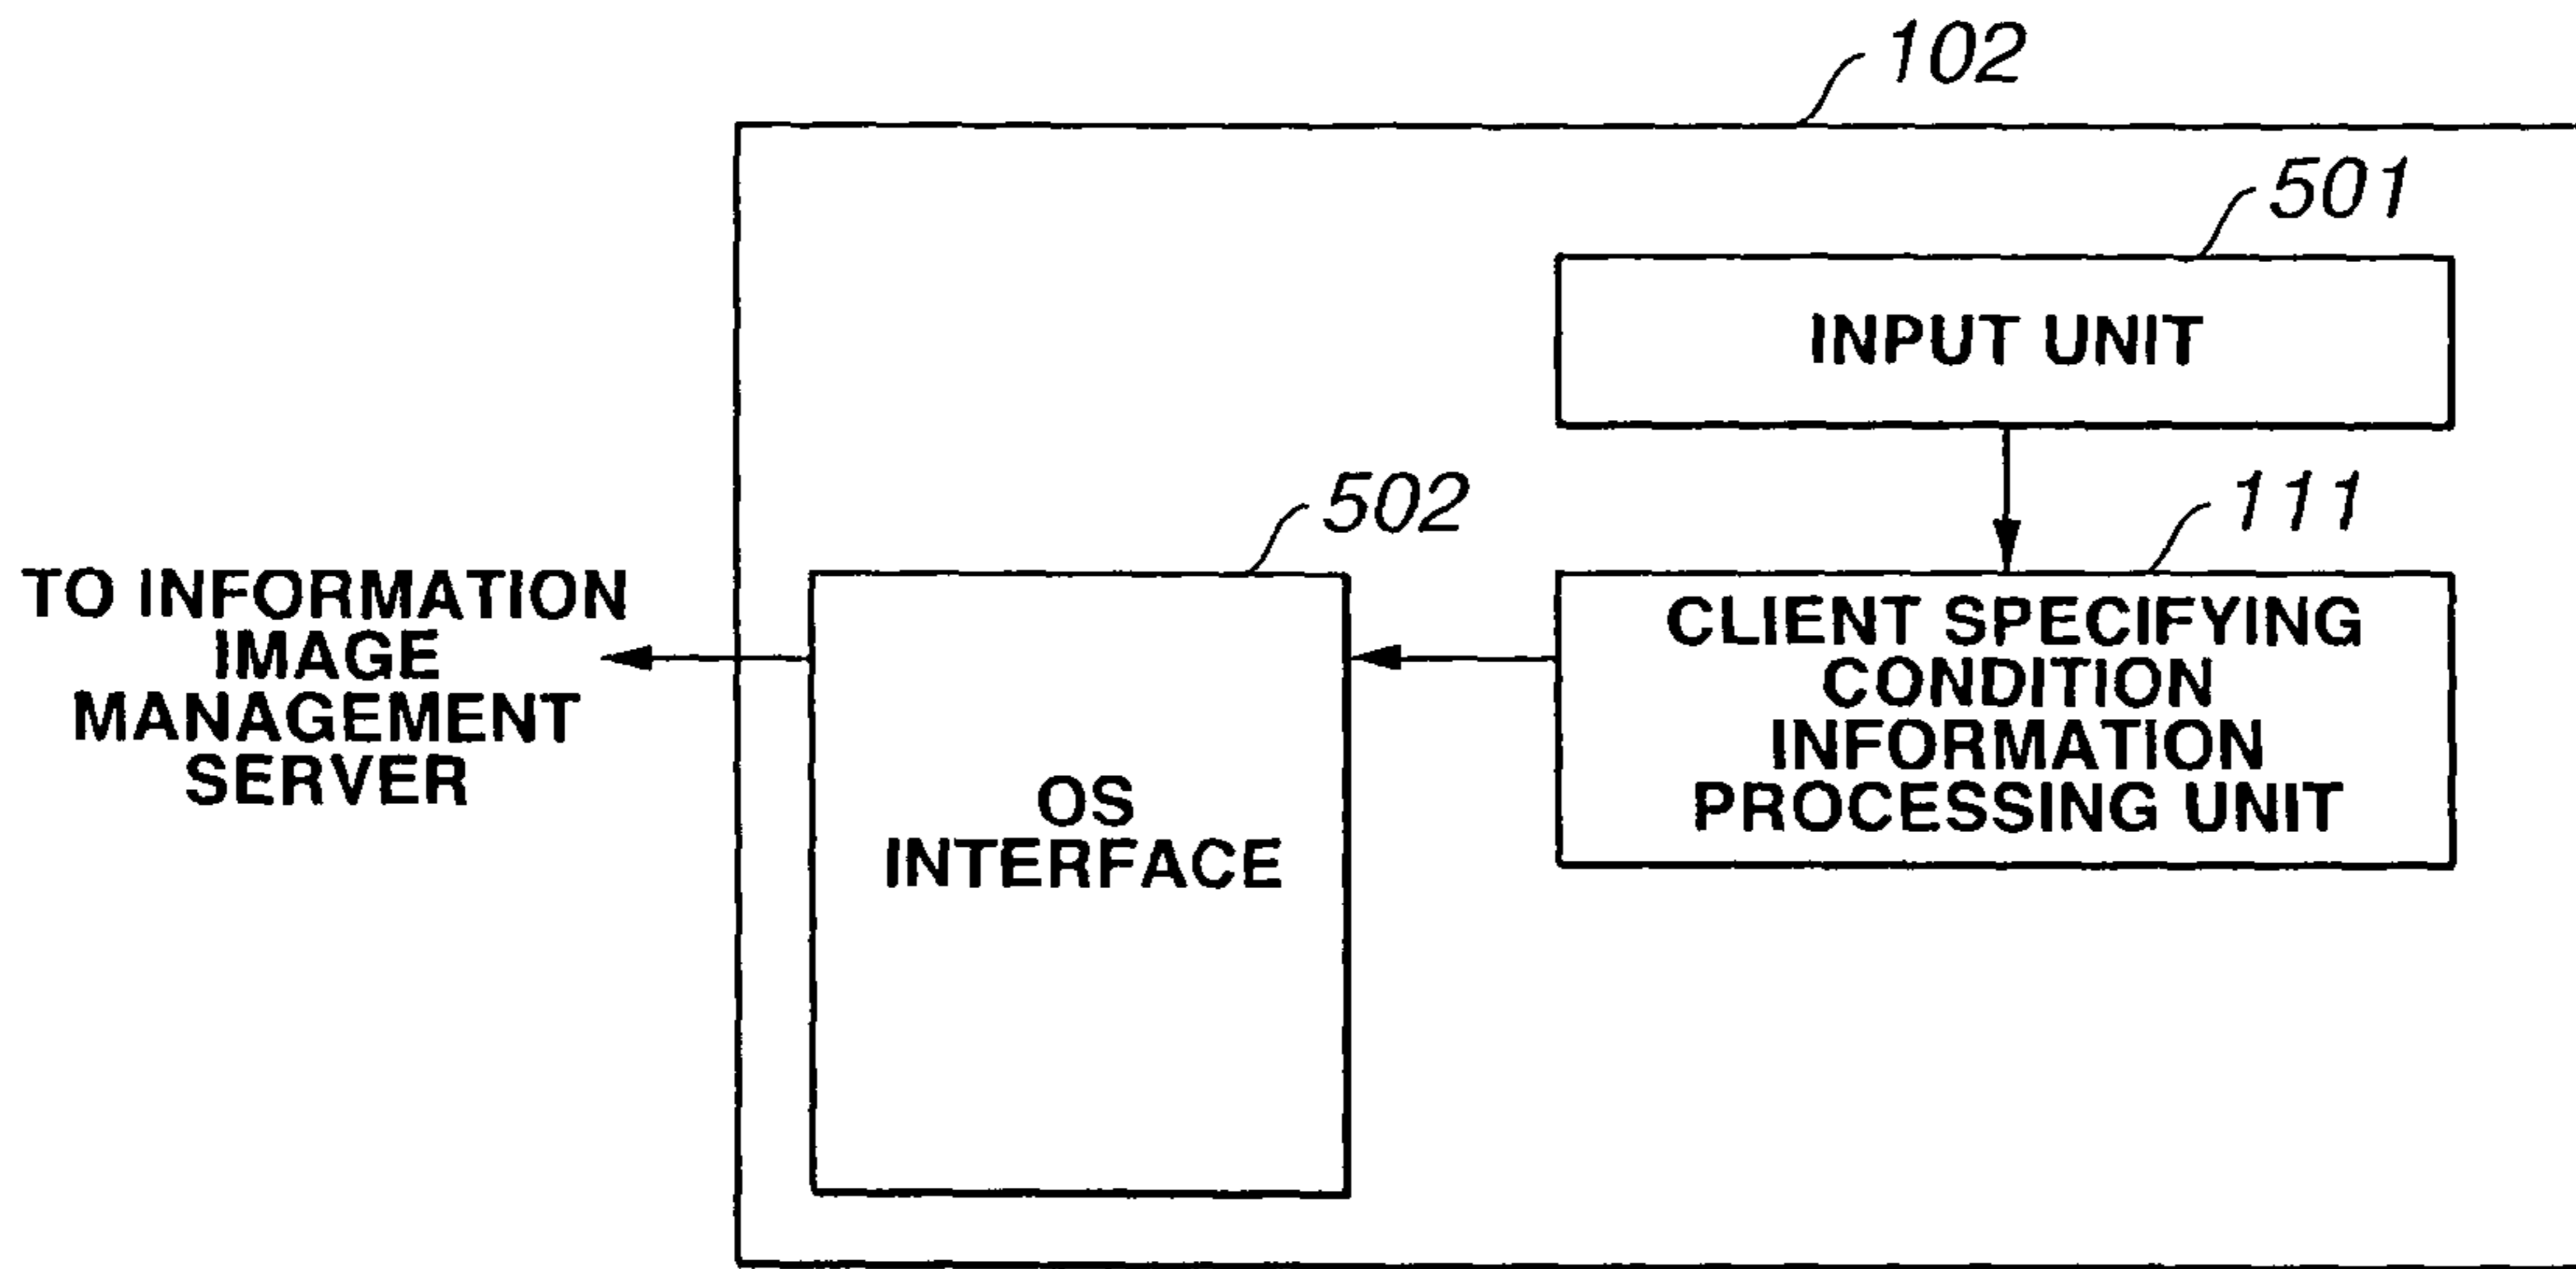 102
501
INPUT UNIT
502
111
TO INFORMATION
IMAGE
MANAGEMENT
SERVER
OS
INTERFACE
CLIENT SPECIFYING
CONDITION
INFORMATION
PROCESSING UNIT